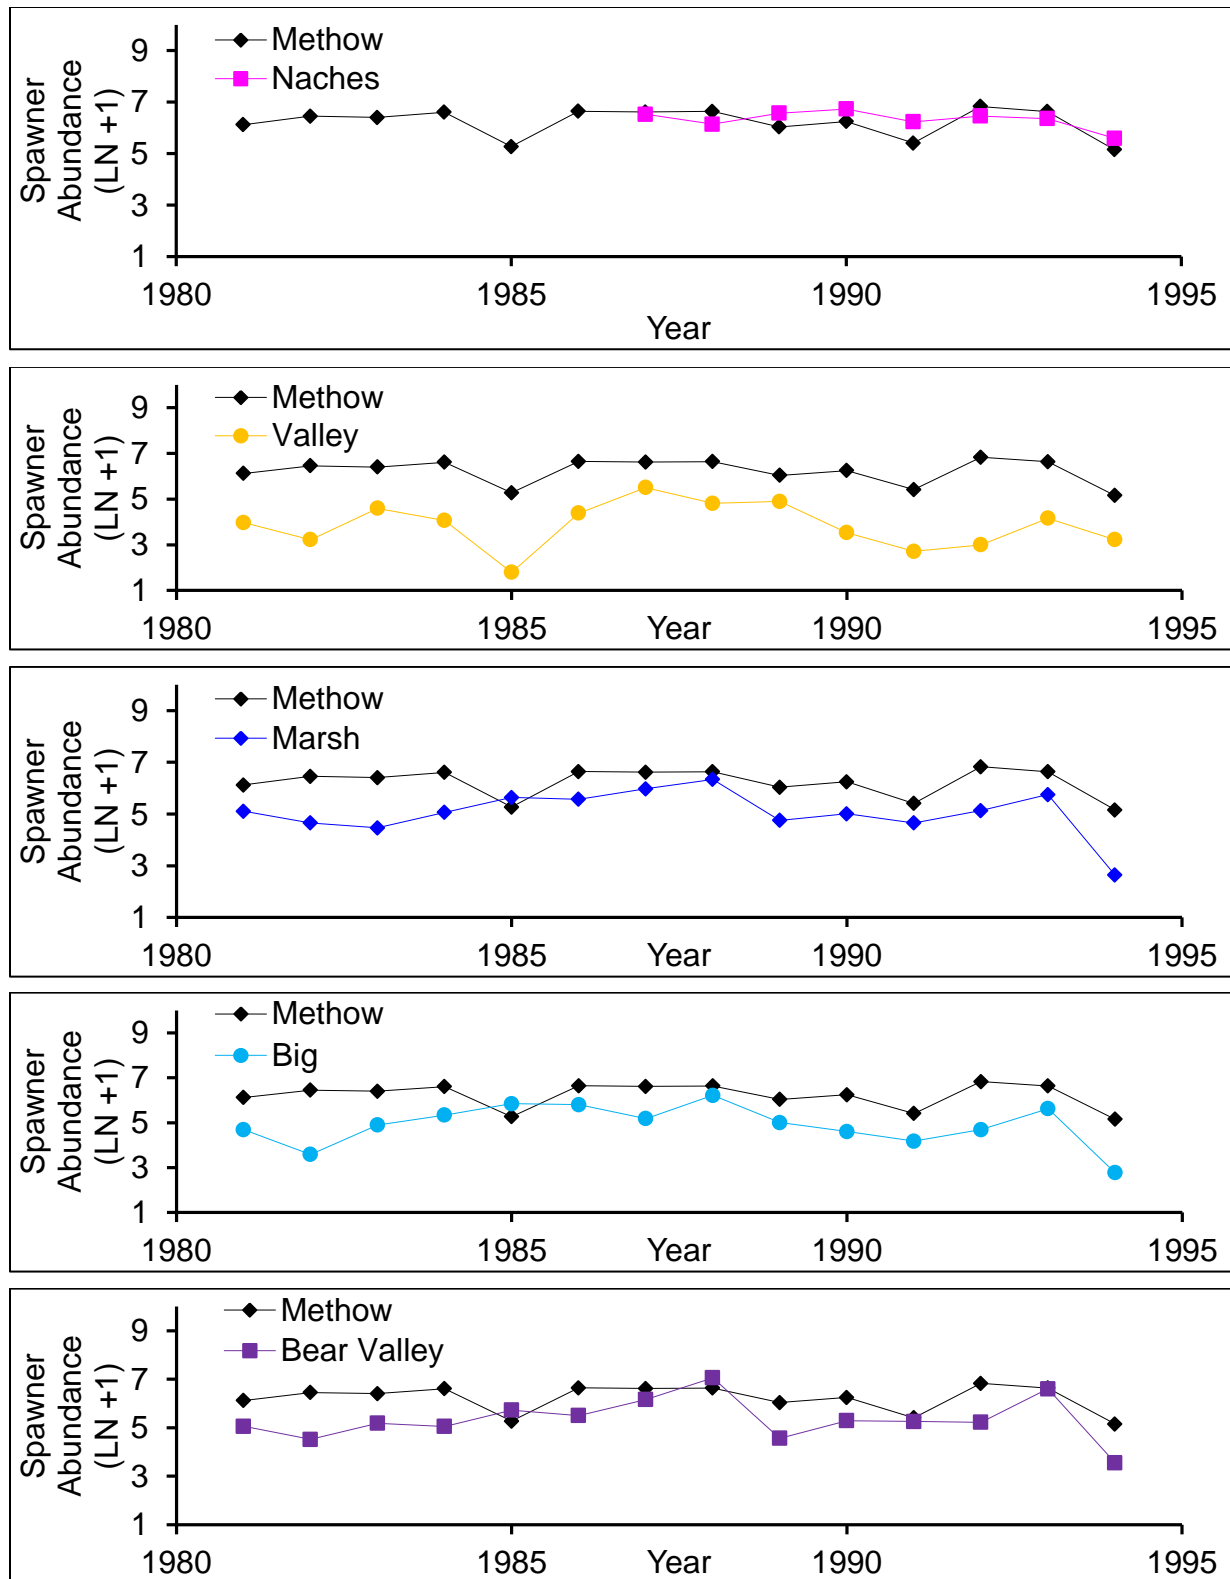 Spawner
Abundance
(LN +1)
Methow
Naches
9
7
5
3
1
1980
1985
1990
1995
Year
Spawner
Abundance
(LN +1)
Methow
Valley
9
7
5
3
1
1980
1985
Year
1990
1995
Spawner
Abundance
(LN +1)
Methow
Marsh
9
7
5
3
1
1980
1985
Year
1990
1995
Spawner
Abundance
(LN +1)
Methow
Big
9
7
5
3
1
1980
1985
Year
1990
1995
Spawner
Abundance
(LN +1)
Methow
Bear Valley
9
7
5
3
1
1980
1985
Year
1990
1995